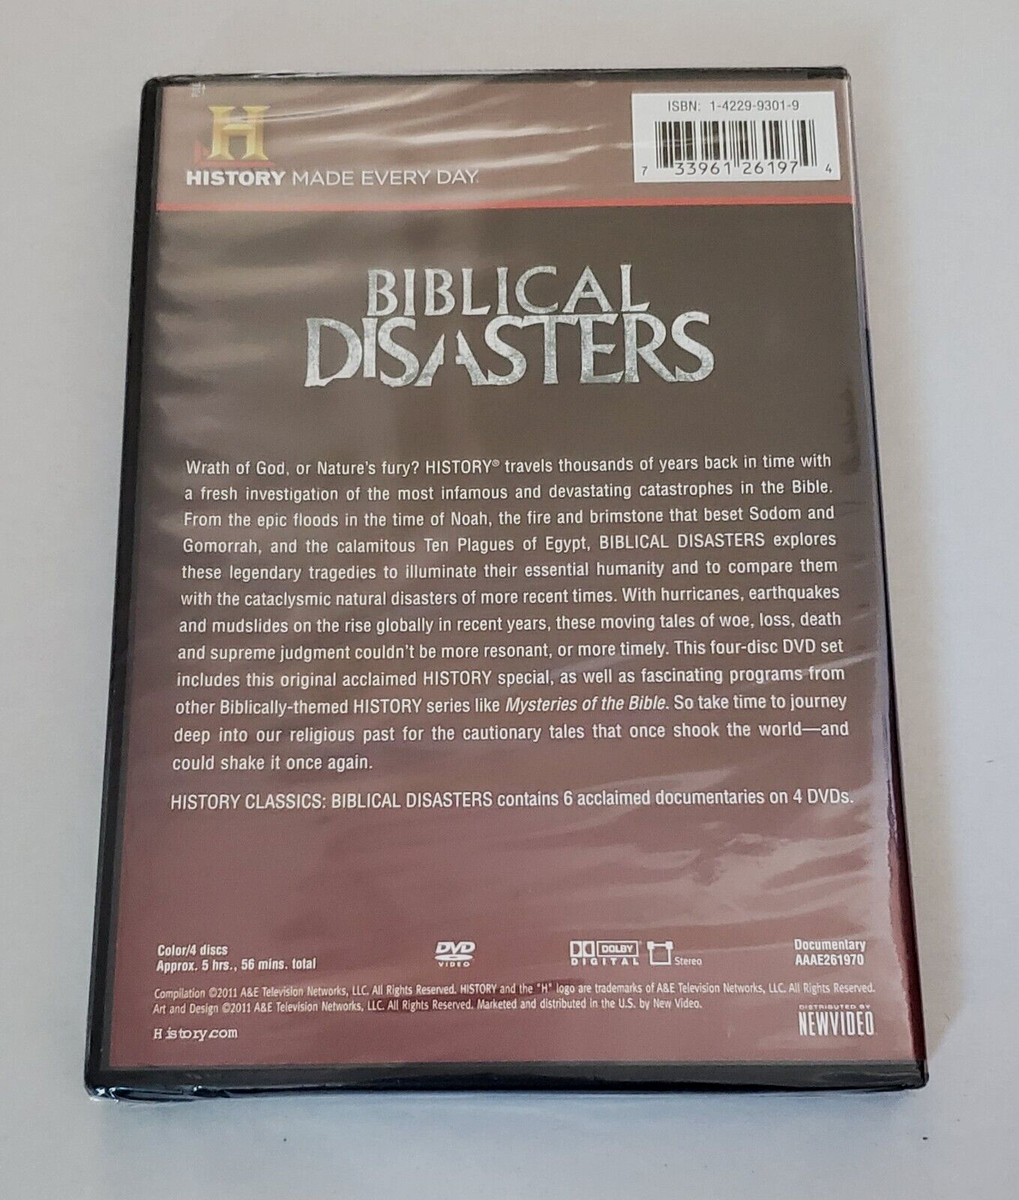 ISBN: 1-4229-9301-9
H
7 33961 26197 4
HISTORY MADE EVERY DAY.
BIBLICAL
DISASTERS
Wrath of God, or Nature's fury? HISTORY® travels thousands of years back in time with
a fresh investigation of the most infamous and devastating catastrophes in the Bible.
From the epic floods in the time of Noah, the fire and brimstone that beset Sodom and
Gomorrah, and the calamitous Ten Plagues of Egypt, BIBLICAL DISASTERS explores
these legendary tragedies to illuminate their essential humanity and to compare them
with the cataclysmic natural disasters of more recent times. With hurricanes, earthquakes
and mudslides on the rise globally in recent years, these moving tales of woe, loss, death
and supreme judgment couldn't be more resonant, or more timely. This four-disc DVD set
includes this original acclaimed HISTORY special, as well as fascinating programs from
other Biblically-themed HISTORY series like Mysteries of the Bible. So take time to journey
deep into our religious past for the cautionary tales that once shook the world—and
could shake it once again.
HISTORY CLASSICS: BIBLICAL DISASTERS contains 6 acclaimed documentaries on 4 DVDs.
Color/4 discs
Approx. 5 hrs., 56 mins. total
DVD
VIDEO
DOLBY
DIGITAL
Stereo
Documentary
AAAE261970
Compilation ©2011 A&E Television Networks, LLC. All Rights Reserved. HISTORY and the "H" logo are trademarks of A&E Television Networks, LLC. All Rights Reserved.
Art and Design ©2011 A&E Television Networks, LLC. All Rights Reserved. Marketed and distributed in the U.S. by New Video.
History.com
DISTRIBUTED BY
NEWVIDEO